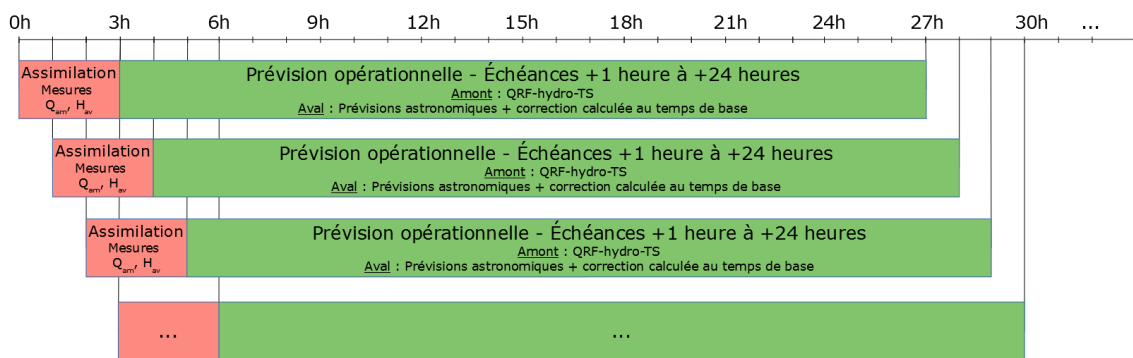 0h 3h 6h 9h 12h 15h 18h 21h 24h 27h 30h ...
Assimilation
Mesures
Qam, Hav
Prévision opérationnelle - Échéances +1 heure à +24 heures
Amont : QRF-hydro-TS
Aval : Prévisions astronomiques + correction calculée au temps de base
Assimilation
Mesures
Qam, Hav
Prévision opérationnelle - Échéances +1 heure à +24 heures
Amont : QRF-hydro-TS
Aval : Prévisions astronomiques + correction calculée au temps de base
Assimilation
Mesures
Qam, Hav
Prévision opérationnelle - Échéances +1 heure à +24 heures
Amont : QRF-hydro-TS
Aval : Prévisions astronomiques + correction calculée au temps de base
...
...